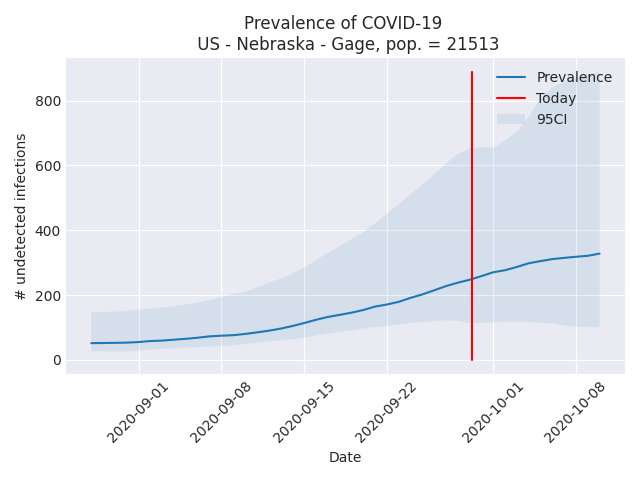 Prevalence of COVID-19
US - Nebraska - Gage, pop. = 21513
Prevalence
Today
95CI
800
600
400
200
0
# undetected infections
2020-09-01
2020-09-08
2020-09-15
2020-09-22
2020-10-01
2020-10-08
Date